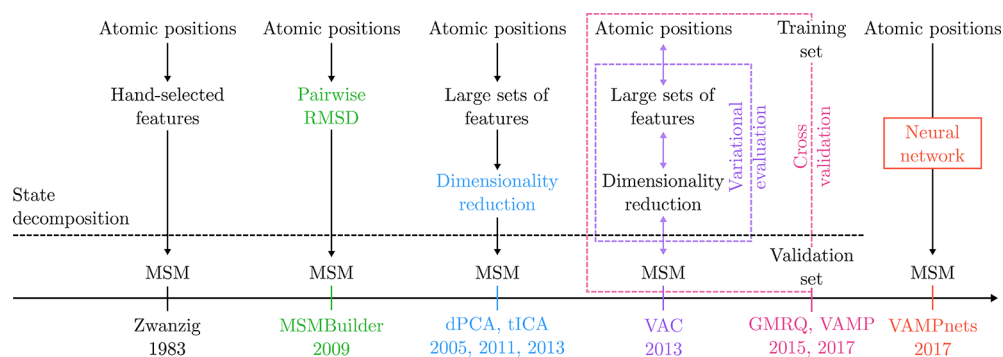 Atomic positions
Atomic positions
Atomic positions
Atomic positions
Training
set
Atomic positions
Hand-selected
features
Pairwise
RMSD
Large sets of
features
Large sets of
features
Variational
evaluation
Cross
validation
Neural
network
Dimensionality
reduction
Dimensionality
reduction
State
decomposition
MSM
MSM
MSM
MSM
Validation
set
MSM
Zwanzig
1983
MSMBuilder
2009
dPCA, tICA
2005, 2011, 2013
VAC
2013
GMRQ, VAMP
2015, 2017
VAMPnets
2017